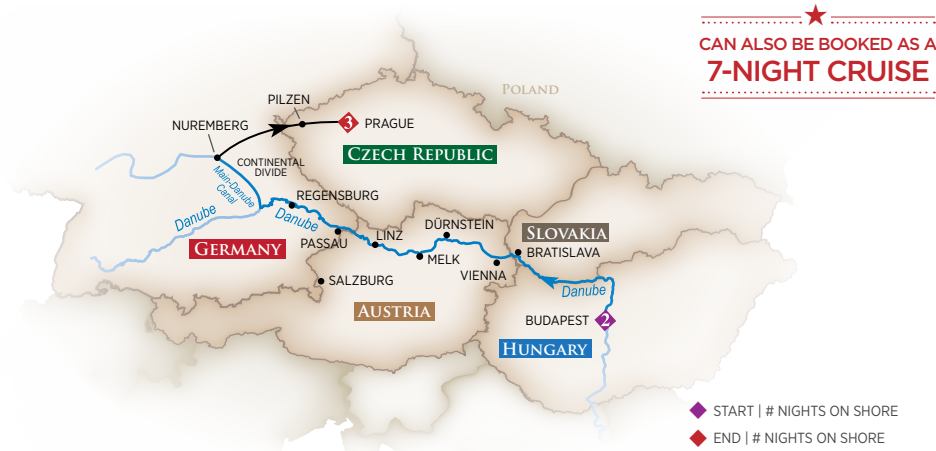 CAN ALSO BE BOOKED AS A
7-NIGHT CRUISE
POLAND
PILZEN
NUREMBERG
3 PRAGUE
CZECH REPUBLIC
CONTINENTAL
DIVIDE
Main-Danube
Canal
REGENSBURG
Danube
Danube
DÜRNSTEIN
SLOVAKIA
GERMANY
PASSAU
LINZ
BRATISLAVA
MELK
VIENNA
SALZBURG
Danube
AUSTRIA
BUDAPEST 2
HUNGARY
START | # NIGHTS ON SHORE
END | # NIGHTS ON SHORE